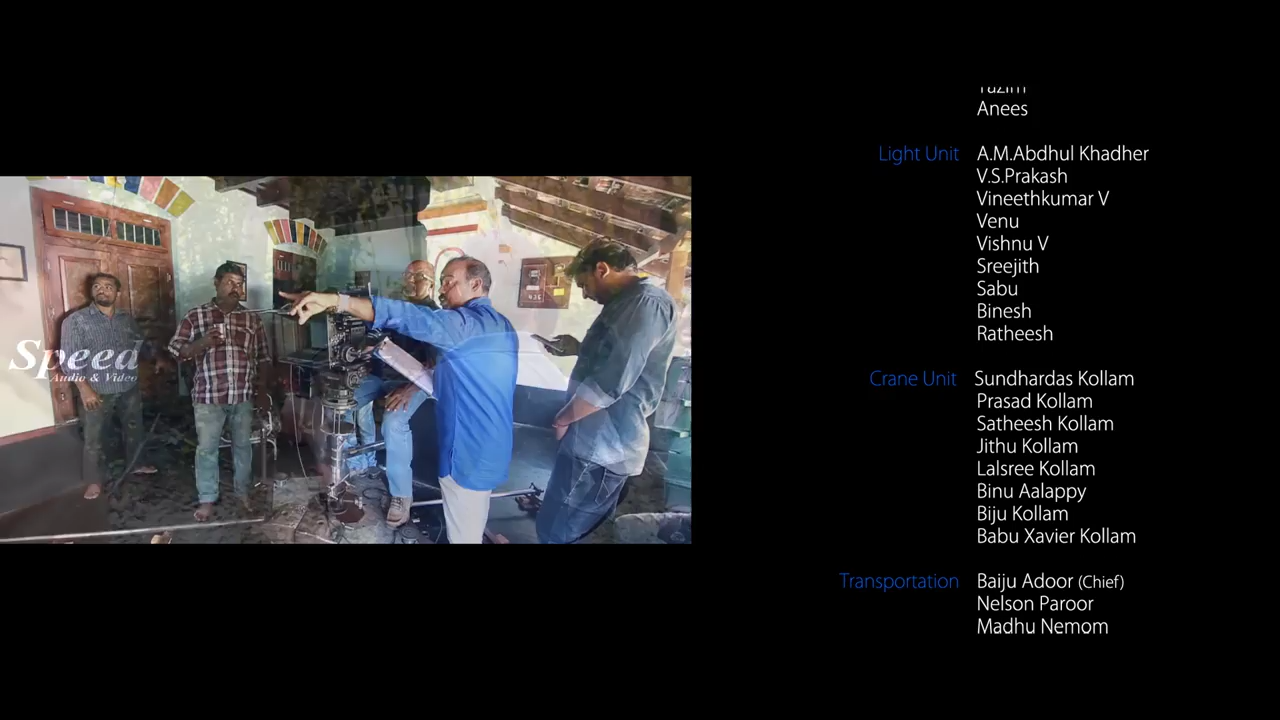 Anees
Light Unit A.M.Abdhul Khadher
V.S.Prakash
Vineethkumar V
Venu
Vishnu V
Sreejith
Sabu
Binesh
Ratheesh
Crane Unit Sundhardas Kollam
Prasad Kollam
Satheesh Kollam
Jithu Kollam
Lalsree Kollam
Binu Aalappy
Biju Kollam
Babu Xavier Kollam
Transportation Baiju Adoor (Chief)
Nelson Paroor
Madhu Nemom
Speed
Audio & Video